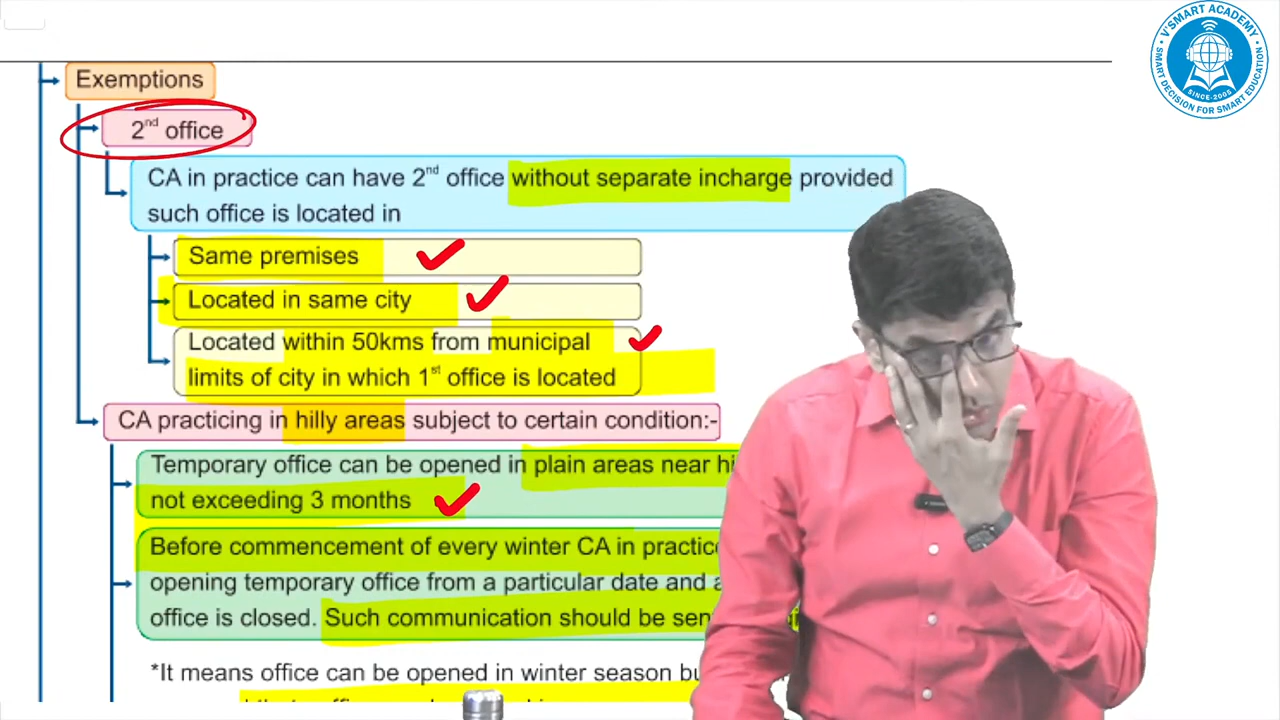 V'SMART ACADEMY
SINCE-2005
SMART DECISION FOR SMART EDUCATION
Exemptions
2nd office
CA in practice can have 2nd office without separate incharge provided
such office is located in
Same premises
Located in same city
Located within 50kms from municipal
limits of city in which 1st office is located
CA practicing in hilly areas subject to certain condition:-
Temporary office can be opened in plain areas near
not exceeding 3 months
Before commencement of every winter CA in practice
opening temporary office from a particular date and
office is closed. Such communication should be
*It means office can be opened in winter season